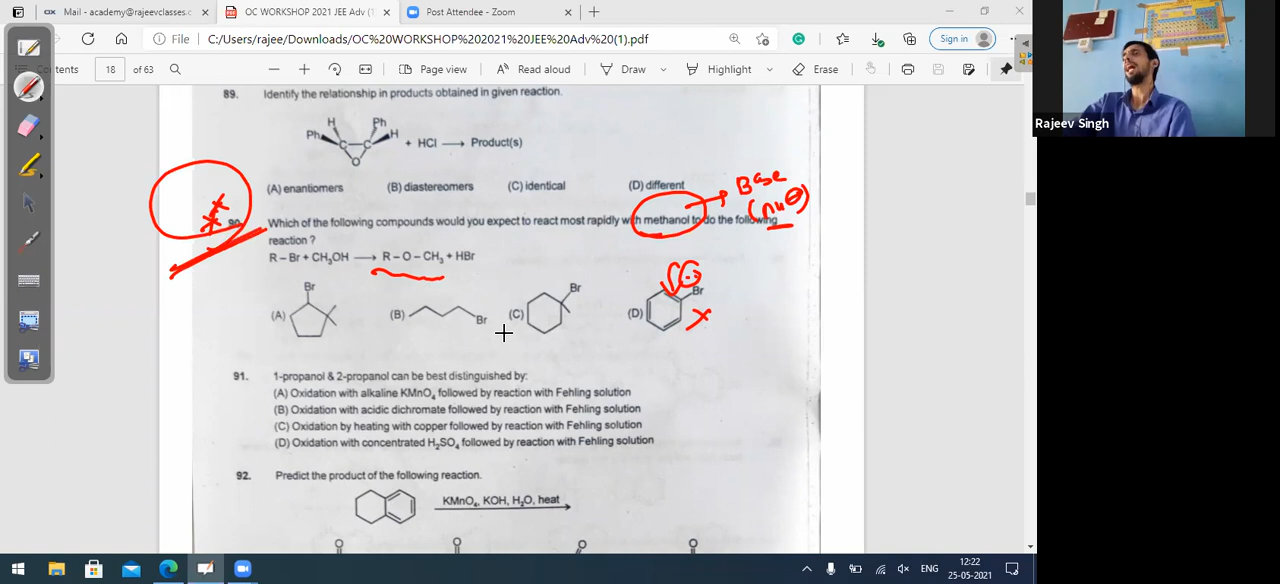 Mail - academy@rajeevclasses.c
OC WORKSHOP 2021 JEE Adv (1
Post Attendee - Zoom
File
C:/Users/rajee/Downloads/OC%20WORKSHOP%202021%20JEE%20Adv%20(1).pdf
Sign in
Contents
18
of 63
Page view
Read aloud
Draw
Highlight
Erase
89. Identify the relationship in products obtained in given reaction.
H Ph
Ph C—C H + HCl ⟶ Product(s)
O
(A) enantiomers (B) diastereomers (C) identical (D) different
Base
(nu⊖)
90. Which of the following compounds would you expect to react most rapidly with methanol to do the following
reaction ?
R – Br + CH₃OH ⟶ R – O – CH₃ + HBr
(A) Br (B) Br (C) Br (D) Br
91. 1-propanol & 2-propanol can be best distinguished by:
(A) Oxidation with alkaline KMnO₄ followed by reaction with Fehling solution
(B) Oxidation with acidic dichromate followed by reaction with Fehling solution
(C) Oxidation by heating with copper followed by reaction with Fehling solution
(D) Oxidation with concentrated H₂SO₄ followed by reaction with Fehling solution
92. Predict the product of the following reaction.
KMnO₄, KOH, H₂O, heat
O O O O
Rajeev Singh
ENG
12:22
25-05-2021